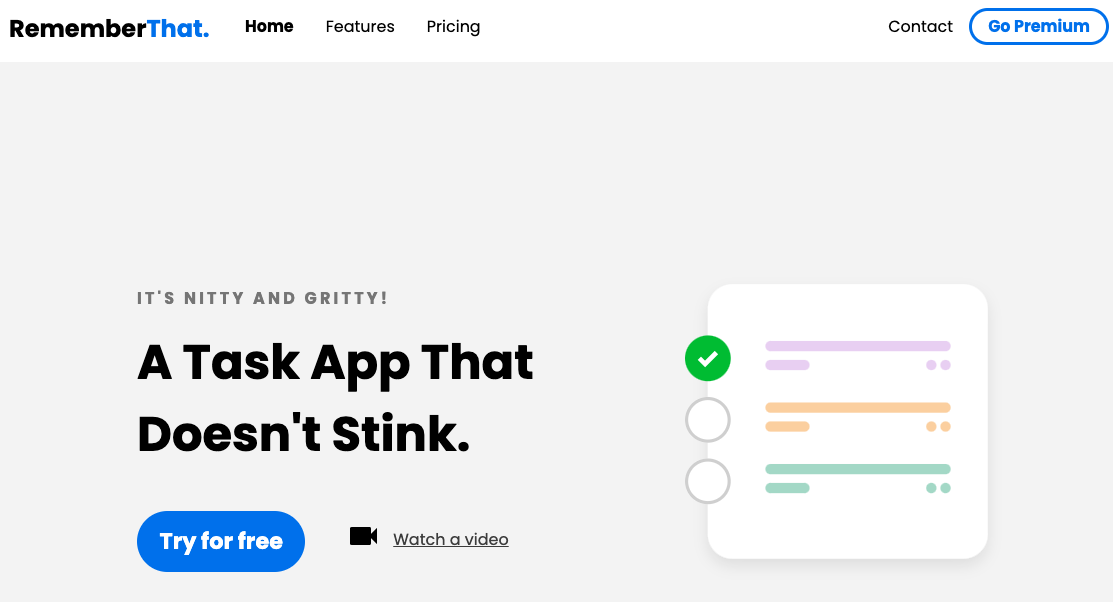 RememberThat. Home Features Pricing Contact Go Premium
IT'S NITTY AND GRITTY!
A Task App That
Doesn't Stink.
Try for free Watch a video